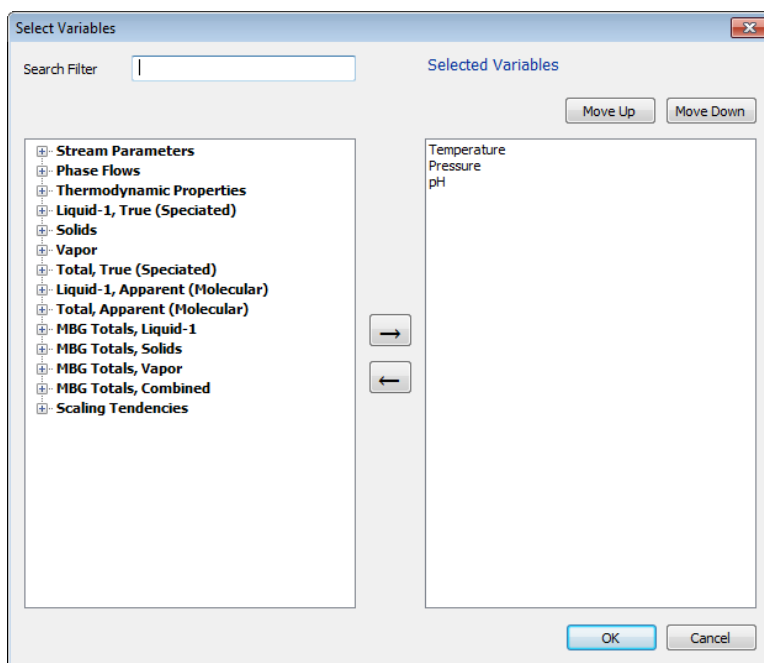 Select Variables
Search Filter
Selected Variables
Move Up
Move Down
Stream Parameters
Phase Flows
Thermodynamic Properties
Liquid-1, True (Speciated)
Solids
Vapor
Total, True (Speciated)
Liquid-1, Apparent (Molecular)
Total, Apparent (Molecular)
MBG Totals, Liquid-1
MBG Totals, Solids
MBG Totals, Vapor
MBG Totals, Combined
Scaling Tendencies
Temperature
Pressure
pH
OK
Cancel